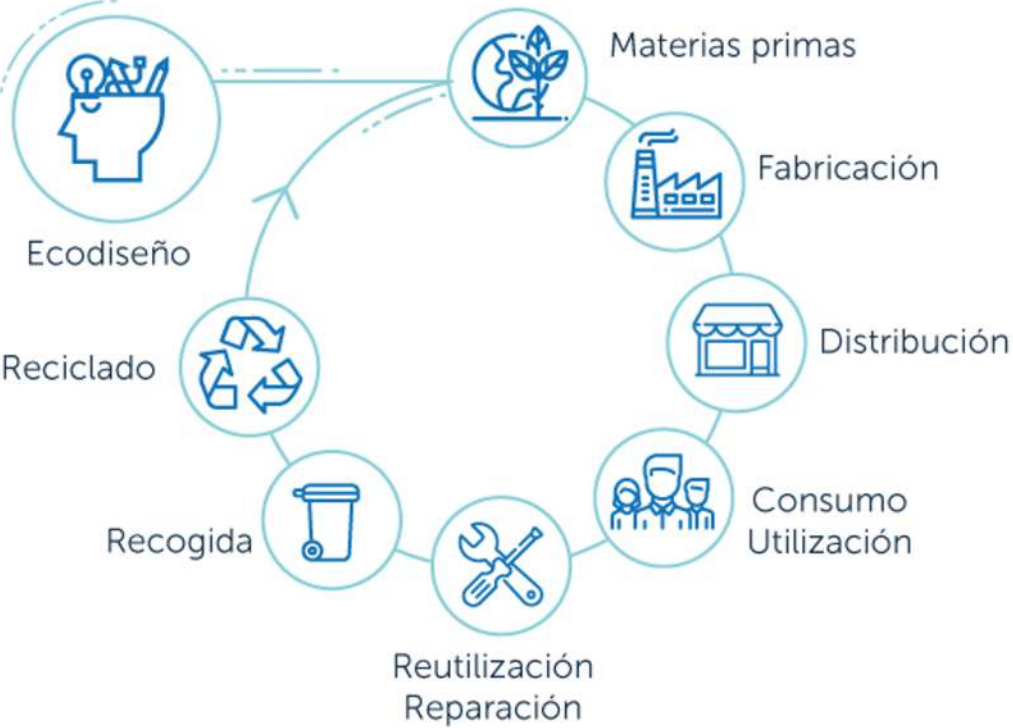 Materias primas
Fabricación
Ecodiseño
Distribución
Reciclado
Consumo
Utilización
Recogida
Reutilización
Reparación